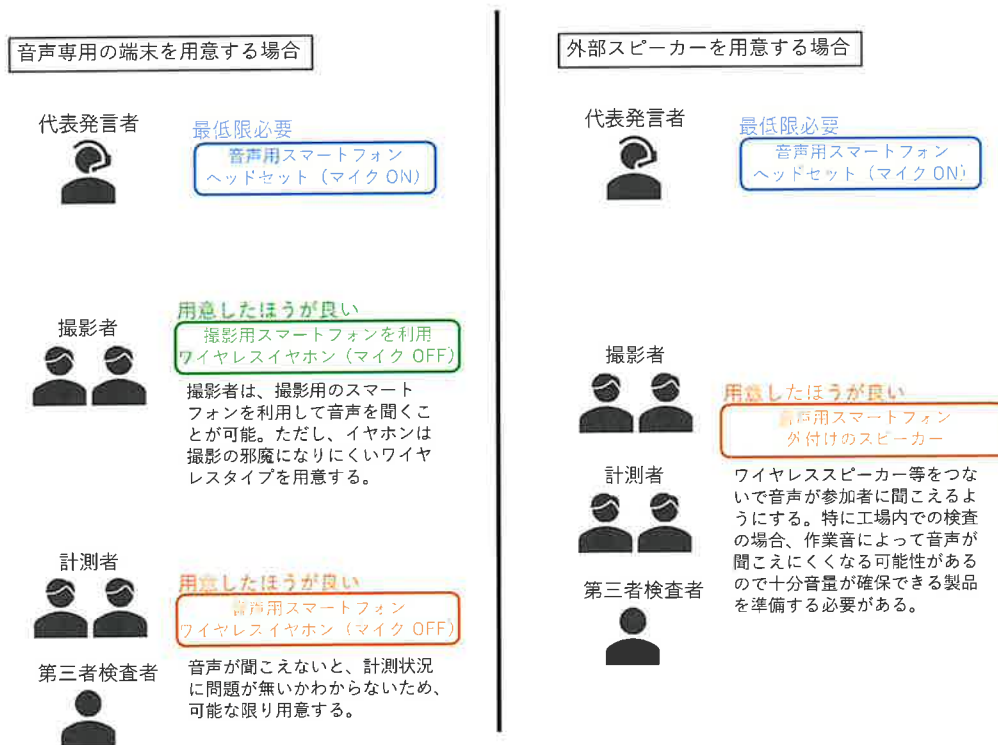 音声専用の端末を用意する場合
代表発言者
最低限必要
音声用スマートフォン
ヘッドセット（マイク ON）
撮影者
用意したほうが良い
撮影用スマートフォンを利用
ワイヤレスイヤホン（マイク OFF）
撮影者は、撮影用のスマート
フォンを利用して音声を聞くこ
とが可能。ただし、イヤホンは
撮影の邪魔になりにくいワイヤ
レスタイプを用意する。
計測者
用意したほうが良い
音声用スマートフォン
ワイヤレスイヤホン（マイク OFF）
第三者検査者
音声が聞こえないと、計測状況
に問題が無いかわからないため、
可能な限り用意する。
外部スピーカーを用意する場合
代表発言者
最低限必要
音声用スマートフォン
ヘッドセット（マイク ON）
撮影者
用意したほうが良い
音声用スマートフォン
外付けのスピーカー
計測者
ワイヤレススピーカー等をつな
いで音声が参加者に聞こえるよ
うにする。特に工場内での検査
の場合、作業音によって音声が
聞こえにくくなる可能性がある
ので十分音量が確保できる製品
を準備する必要がある。
第三者検査者